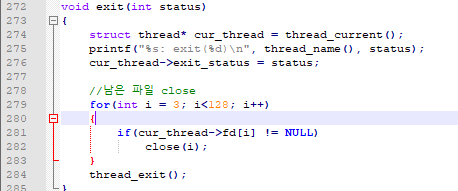 272 void exit(int status)
273 {
274 struct thread* cur_thread = thread_current();
275 printf("%s: exit(%d)\n", thread_name(), status);
276 cur_thread->exit_status = status;
277
278 //남은 파일 close
279 for(int i = 3; i<128; i++)
280 {
281 if(cur_thread->fd[i] != NULL)
282 close(i);
283 }
284 thread_exit();
285 }